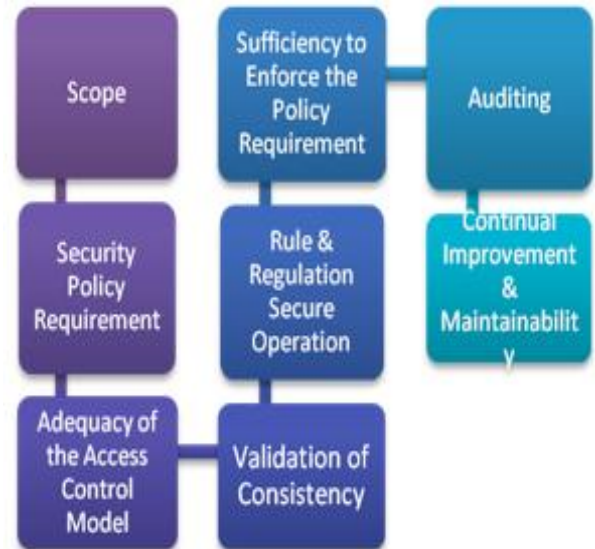 Scope
Security
Policy
Requirement
Adequacy of
the Access
Control
Model
Validation of
Consistency
Rule &
Regulation
Secure
Operation
Sufficiency to
Enforce the
Policy
Requirement
Auditing
Continual
Improvement
&
Maintainabilit
y